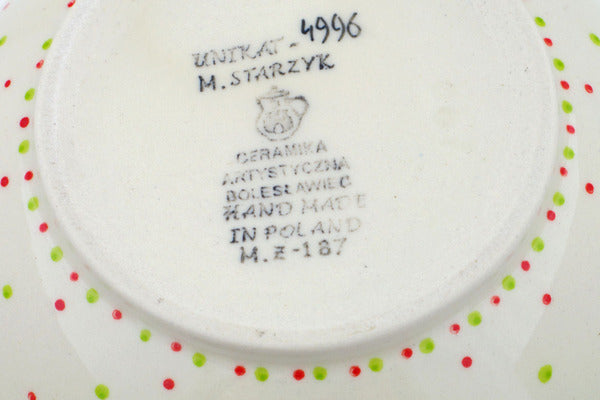 UNIKAT - 4996
M. STARZYK
CERAMIKA
ARTYSTYCZNA
BOLESŁAWIEC
HAND MADE
IN POLAND
M.Z-187